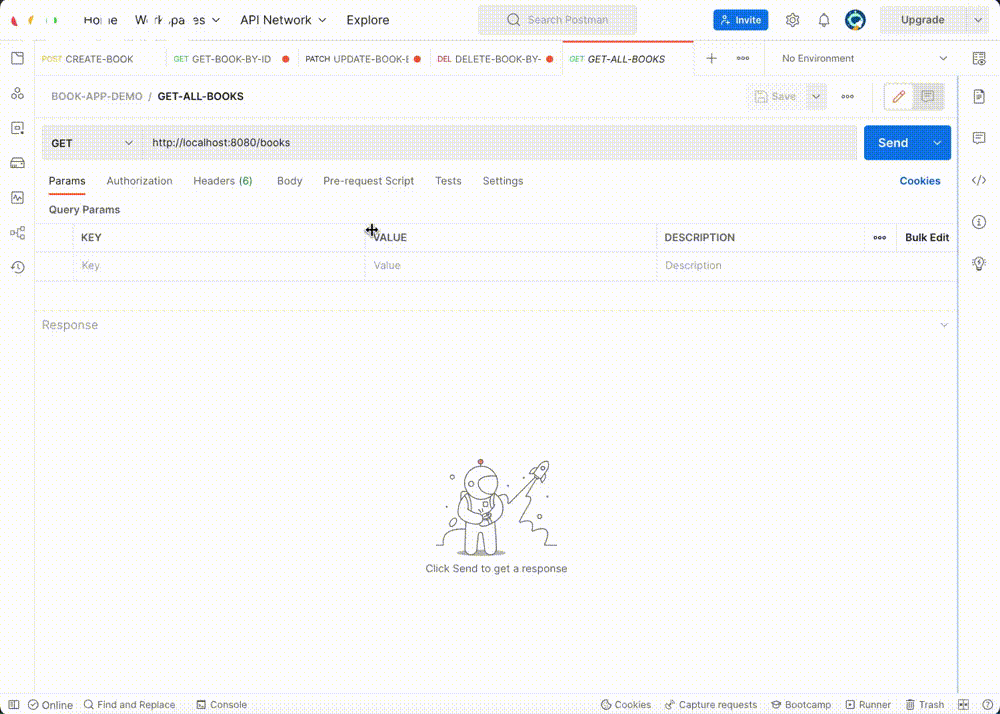 Home Workspaces API Network Explore Search Postman Invite Upgrade
POST CREATE-BOOK GET GET-BOOK-BY-ID PATCH UPDATE-BOOK-E DEL DELETE-BOOK-BY- GET GET-ALL-BOOKS No Environment
BOOK-APP-DEMO / GET-ALL-BOOKS Save
GET http://localhost:8080/books Send
Params Authorization Headers (6) Body Pre-request Script Tests Settings Cookies
Query Params
KEY VALUE DESCRIPTION Bulk Edit
Key Value Description
Response
Click Send to get a response
Online Find and Replace Console Cookies Capture requests Bootcamp Runner Trash